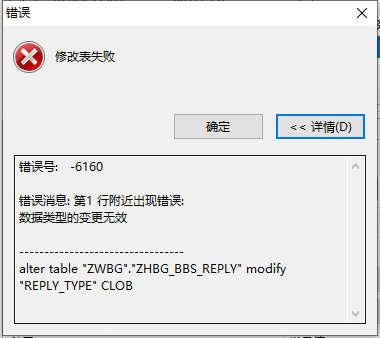 错误
修改表失败
确定
<< 详情(D)
错误号: -6160
错误消息: 第1 行附近出现错误:
数据类型的变更无效
--------------------------------
alter table "ZWBG"."ZHBG_BBS_REPLY" modify
"REPLY_TYPE" CLOB